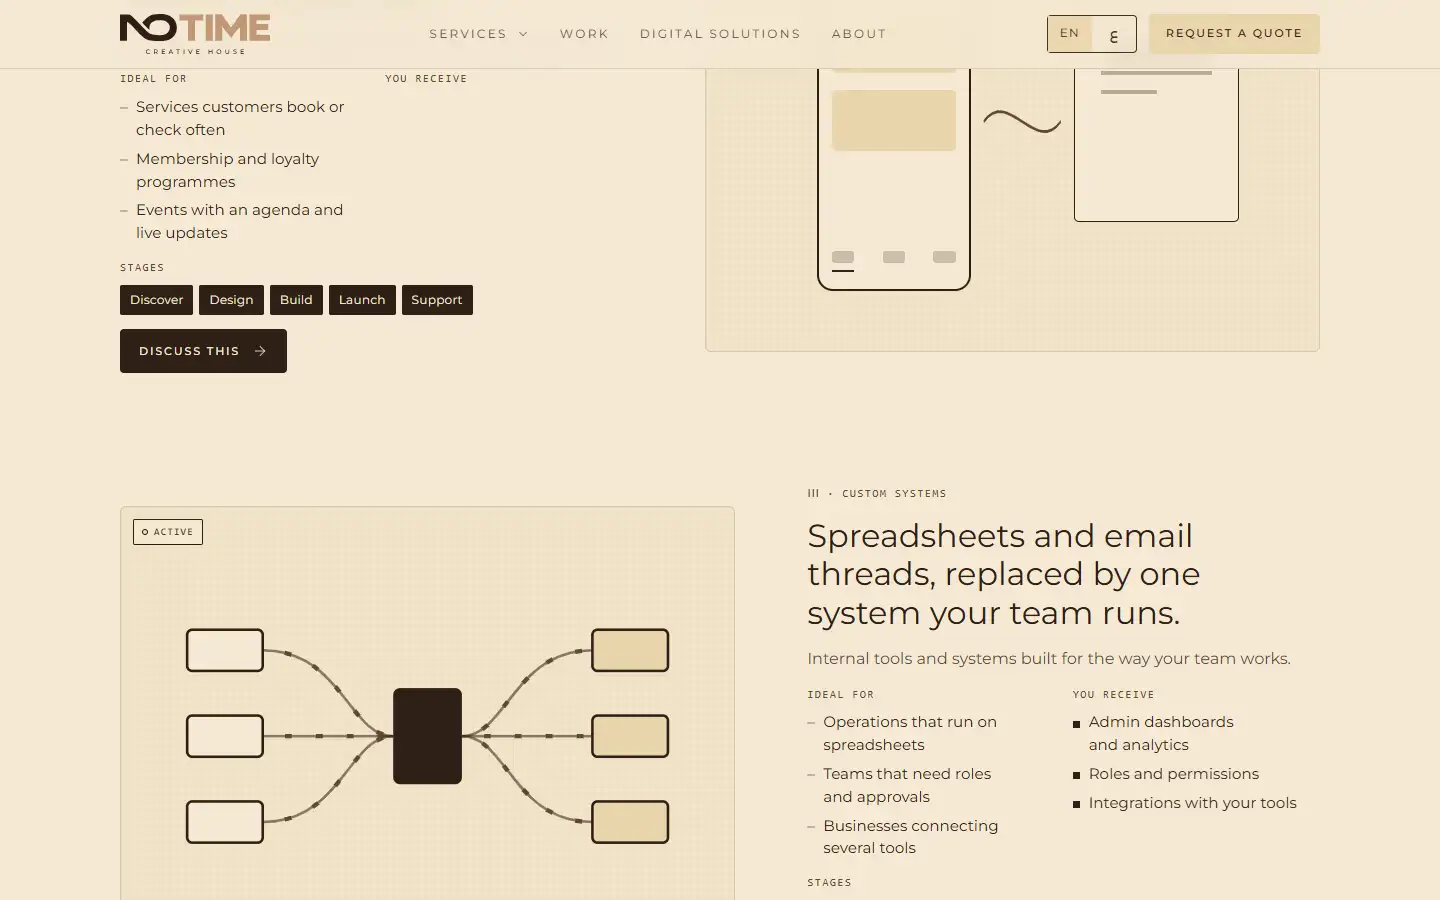 NOTIME
CREATIVE HOUSE
SERVICES
WORK
DIGITAL SOLUTIONS
ABOUT
EN
ع
REQUEST A QUOTE
IDEAL FOR
– Services customers book or
check often
– Membership and loyalty
programmes
– Events with an agenda and
live updates
YOU RECEIVE
STAGES
Discover
Design
Build
Launch
Support
DISCUSS THIS →
ACTIVE
III · CUSTOM SYSTEMS
Spreadsheets and email
threads, replaced by one
system your team runs.
Internal tools and systems built for the way your team works.
IDEAL FOR
– Operations that run on
spreadsheets
– Teams that need roles
and approvals
– Businesses connecting
several tools
YOU RECEIVE
■ Admin dashboards
and analytics
■ Roles and permissions
■ Integrations with your tools
STAGES